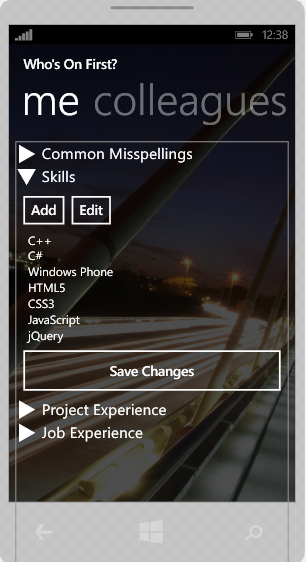 12:38
Who's On First?
me colleagues
Common Misspellings
Skills
Add Edit
C++
C#
Windows Phone
HTML5
CSS3
JavaScript
jQuery
Save Changes
Project Experience
Job Experience